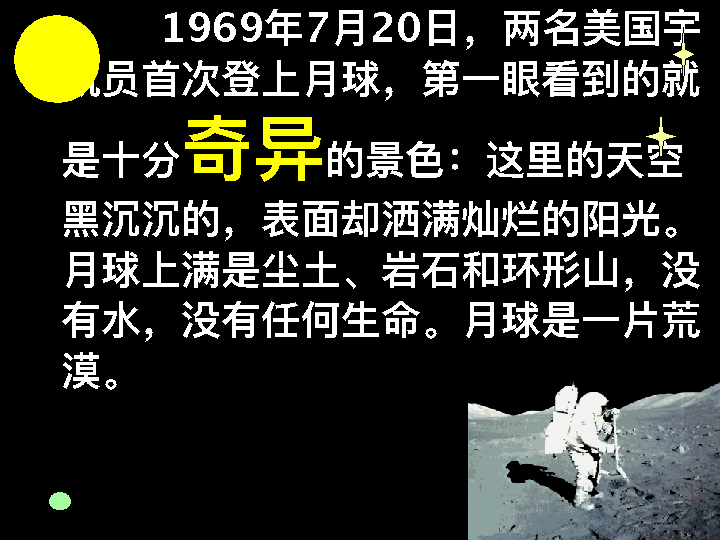 1969年7月20日，两名美国宇
航员首次登上月球，第一眼看到的就
是十分奇异的景色：这里的天空
黑沉沉的，表面却洒满灿烂的阳光。
月球上满是尘土、岩石和环形山，没
有水，没有任何生命。月球是一片荒
漠。